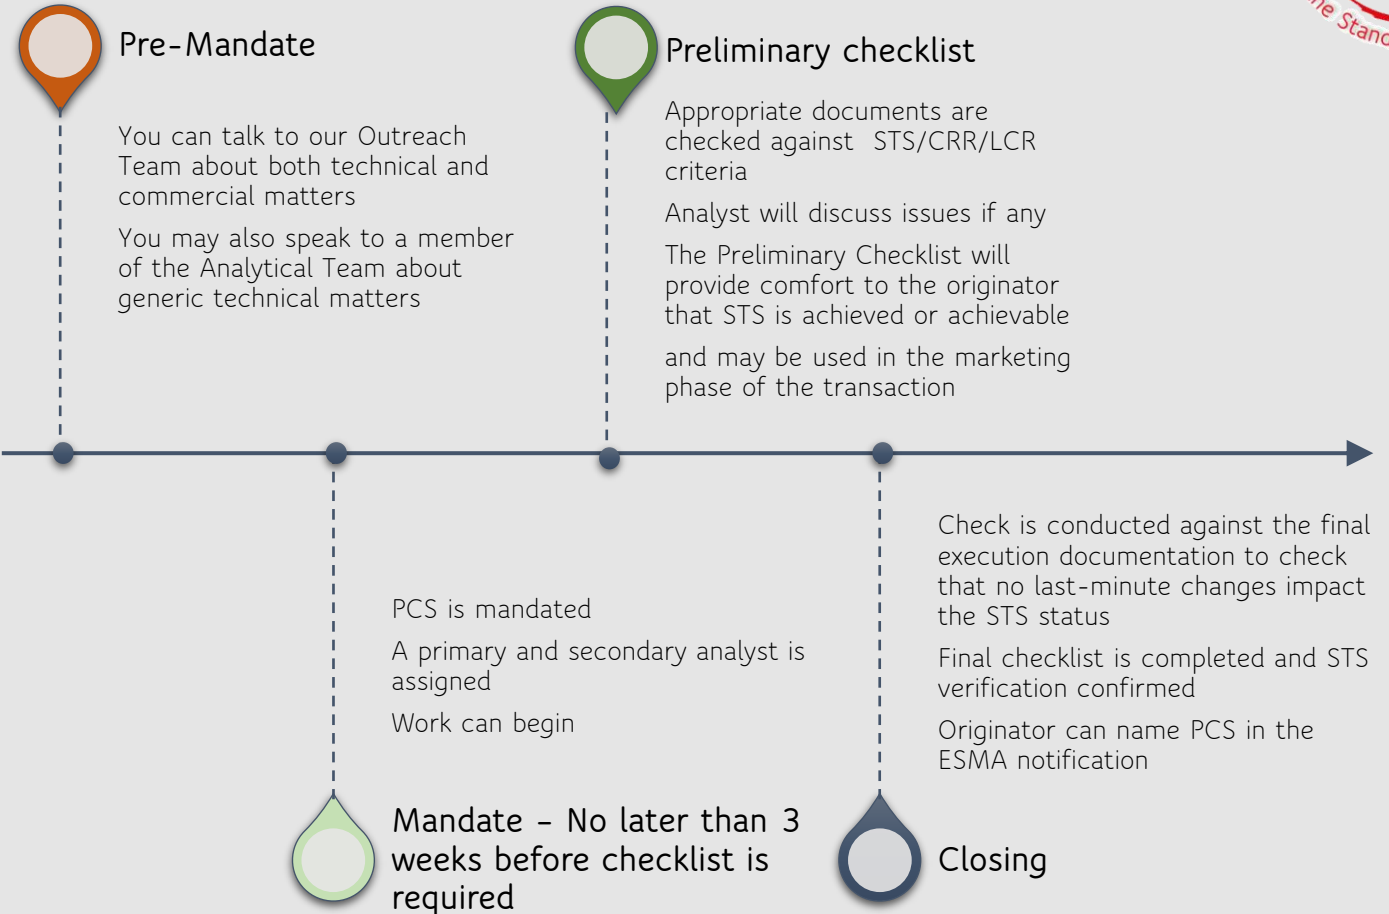 Pre-Mandate
You can talk to our Outreach
Team about both technical and
commercial matters
You may also speak to a member
of the Analytical Team about
generic technical matters
Preliminary checklist
Appropriate documents are
checked against STS/CRR/LCR
criteria
Analyst will discuss issues if any
The Preliminary Checklist will
provide comfort to the originator
that STS is achieved or achievable
and may be used in the marketing
phase of the transaction
PCS is mandated
A primary and secondary analyst is
assigned
Work can begin
Mandate – No later than 3
weeks before checklist is
required
Check is conducted against the final
execution documentation to check
that no last-minute changes impact
the STS status
Final checklist is completed and STS
verification confirmed
Originator can name PCS in the
ESMA notification
Closing